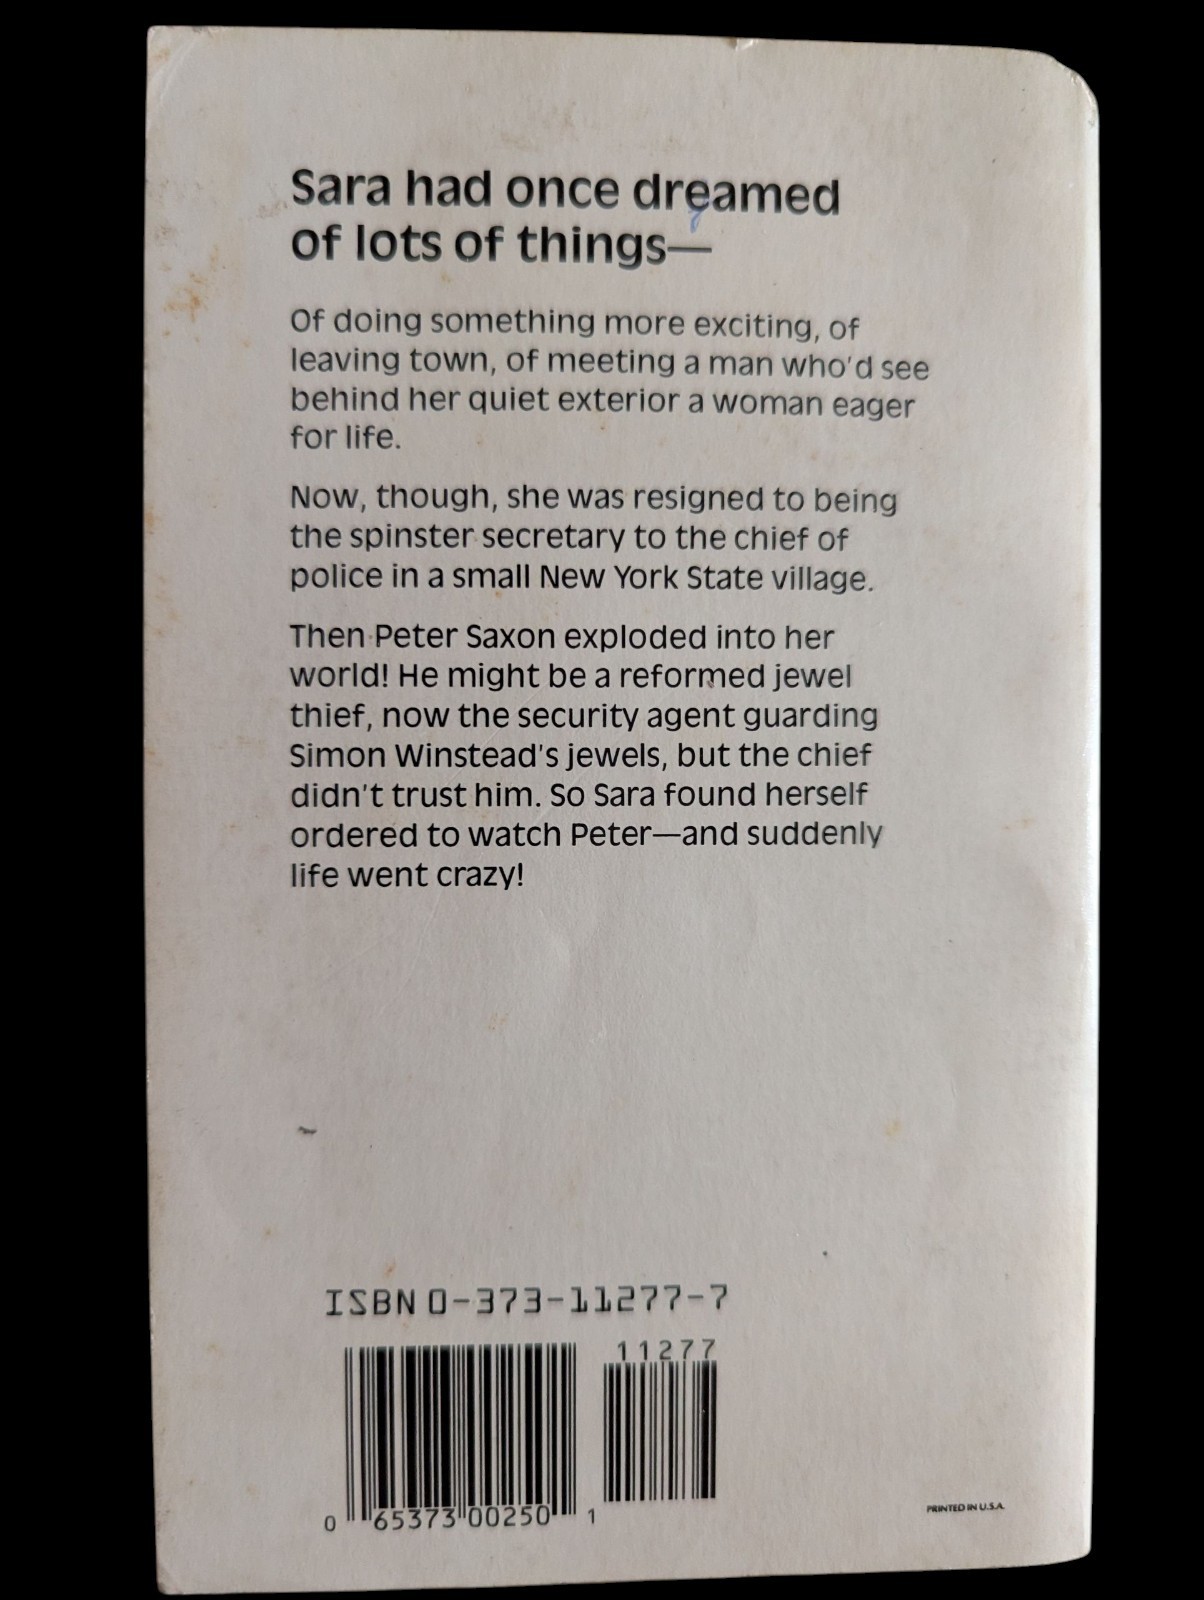 Sara had once dreamed
of lots of things—
Of doing something more exciting, of
leaving town, of meeting a man who'd see
behind her quiet exterior a woman eager
for life.
Now, though, she was resigned to being
the spinster secretary to the chief of
police in a small New York State village.
Then Peter Saxon exploded into her
world! He might be a reformed jewel
thief, now the security agent guarding
Simon Winstead's jewels, but the chief
didn't trust him. So Sara found herself
ordered to watch Peter—and suddenly
life went crazy!
ISBN 0-373-11277-7
11277
0 65373 00250 1
PRINTED IN U.S.A.